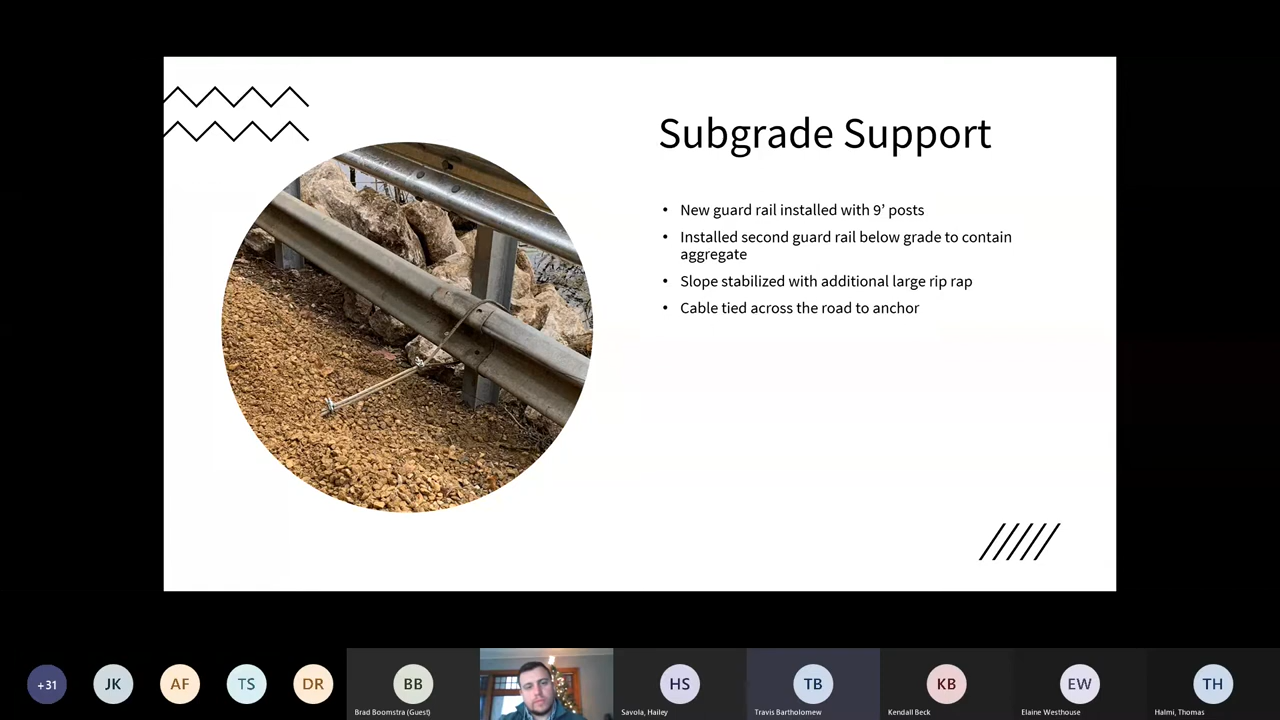 Subgrade Support
• New guard rail installed with 9’ posts
• Installed second guard rail below grade to contain
aggregate
• Slope stabilized with additional large rip rap
• Cable tied across the road to anchor
+31
JK
AF
TS
DR
BB
HS
TB
KB
EW
TH
Brad Boomstra (Guest)
Savola, Hailey
Travis Bartholomew
Kendall Beck
Elaine Westhouse
Halmi, Thomas